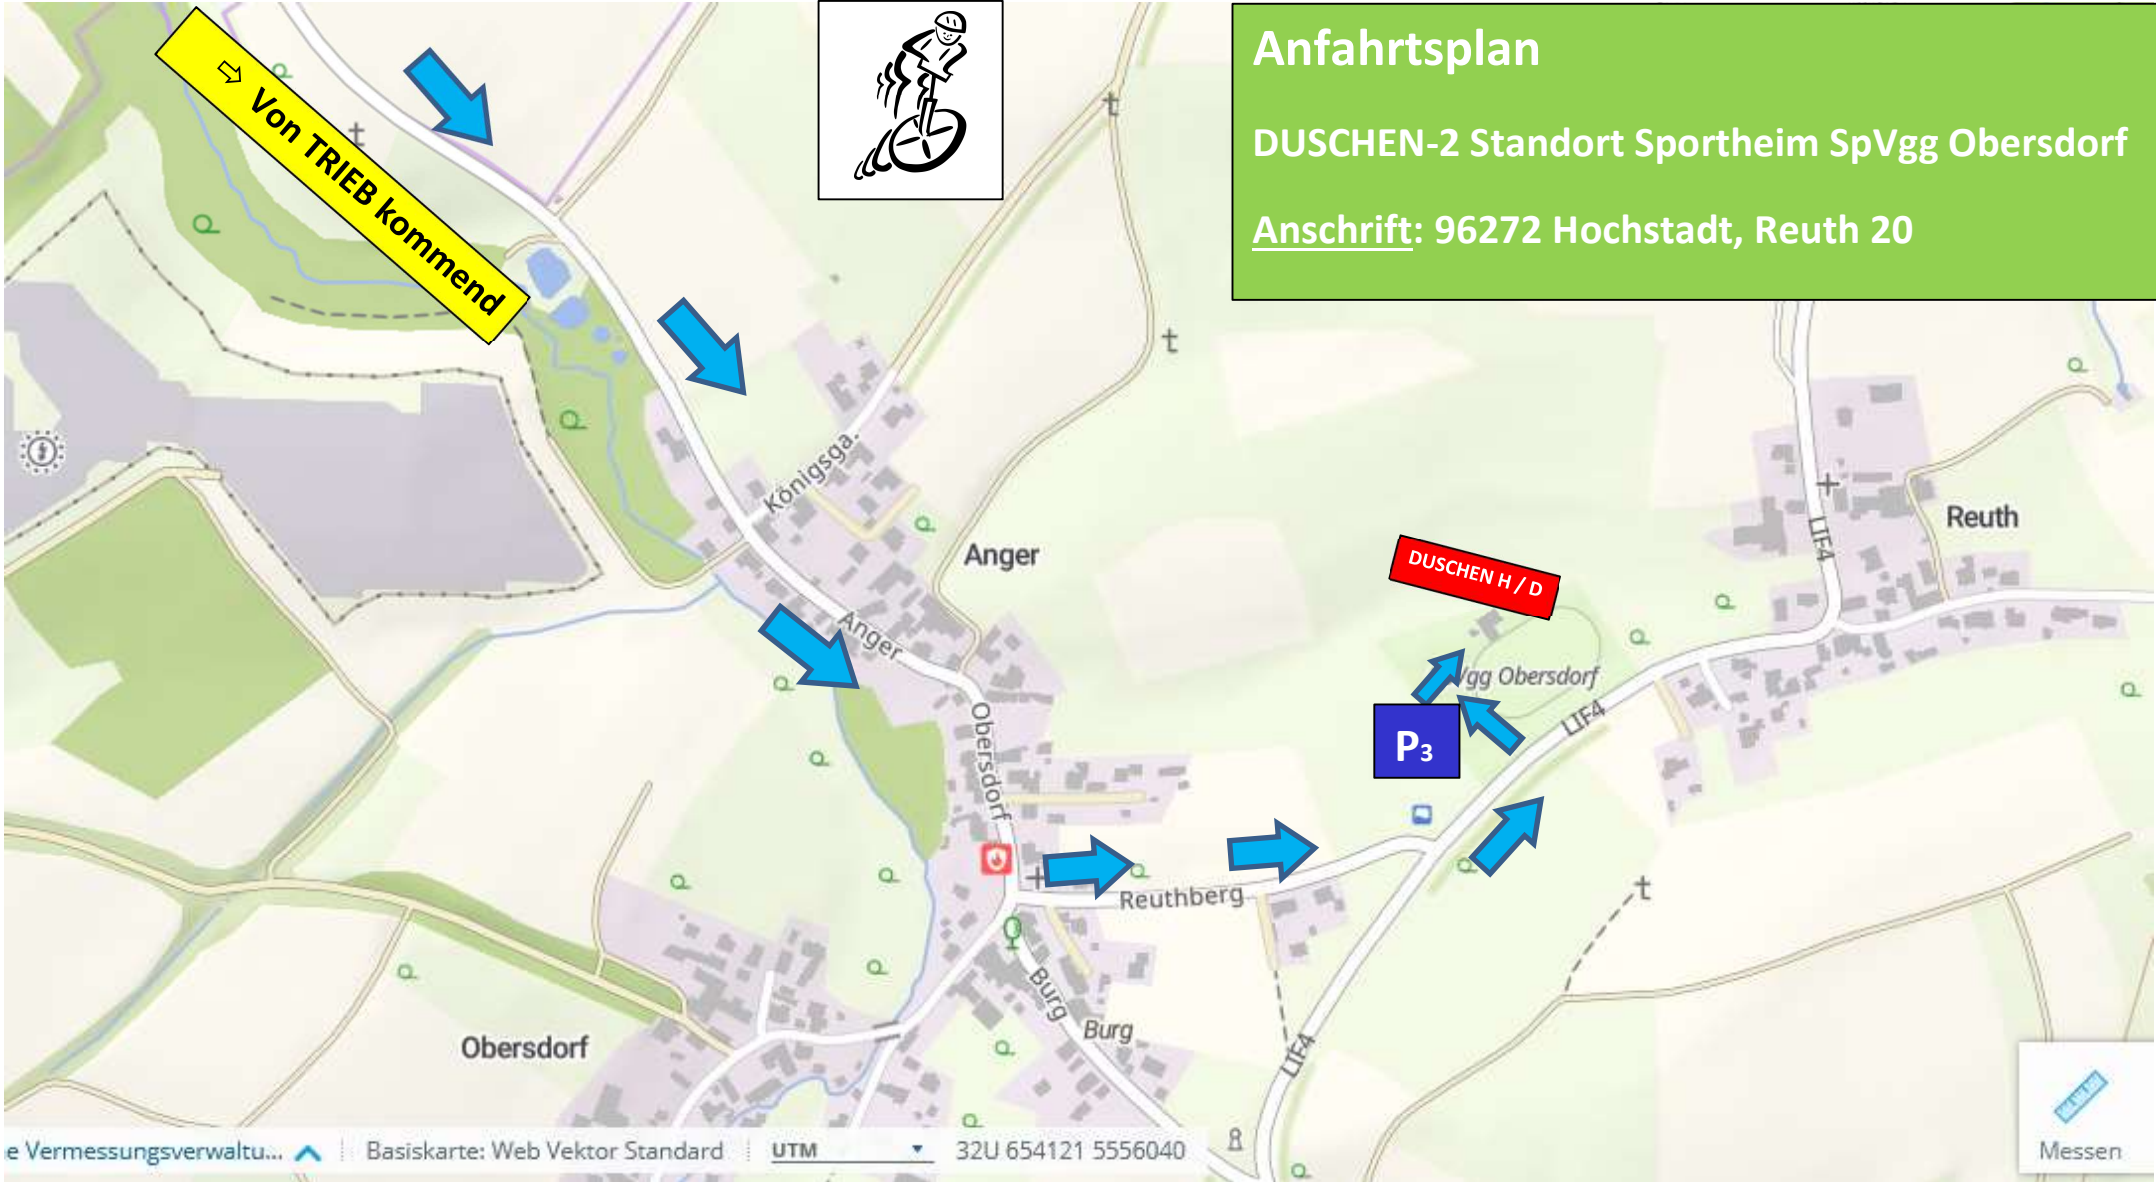 Anfahrtsplan
DUSCHEN-2 Standort Sportheim SpVgg Obersdorf
Anschrift: 96272 Hochstadt, Reuth 20
⇨ Von TRIEB kommend
Königsga.
Anger
Anger
Reuth
LIF4
DUSCHEN H / D
Vgg Obersdorf
P3
LIF4
Obersdorf
Reuthberg
Burg
Burg
Obersdorf
LIF4
e Vermessungsverwaltu...
Basiskarte: Web Vektor Standard
UTM
32U 654121 5556040
Messen